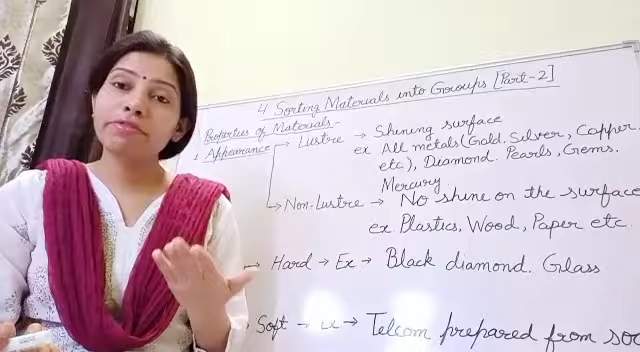 4 Sorting Materials into Groups [Part-2]
Properties of Materials-
1. Appearance → Lustre → Shining surface
ex All metals (Gold. Silver, Copper,
etc), Diamond. Pearls, Gems.
Mercury
→ Non-Lustre → No shine on the surface
ex Plastics, Wood, Paper etc.
→ Hard → Ex → Black diamond. Glass
Soft → ex → Telcom prepared from